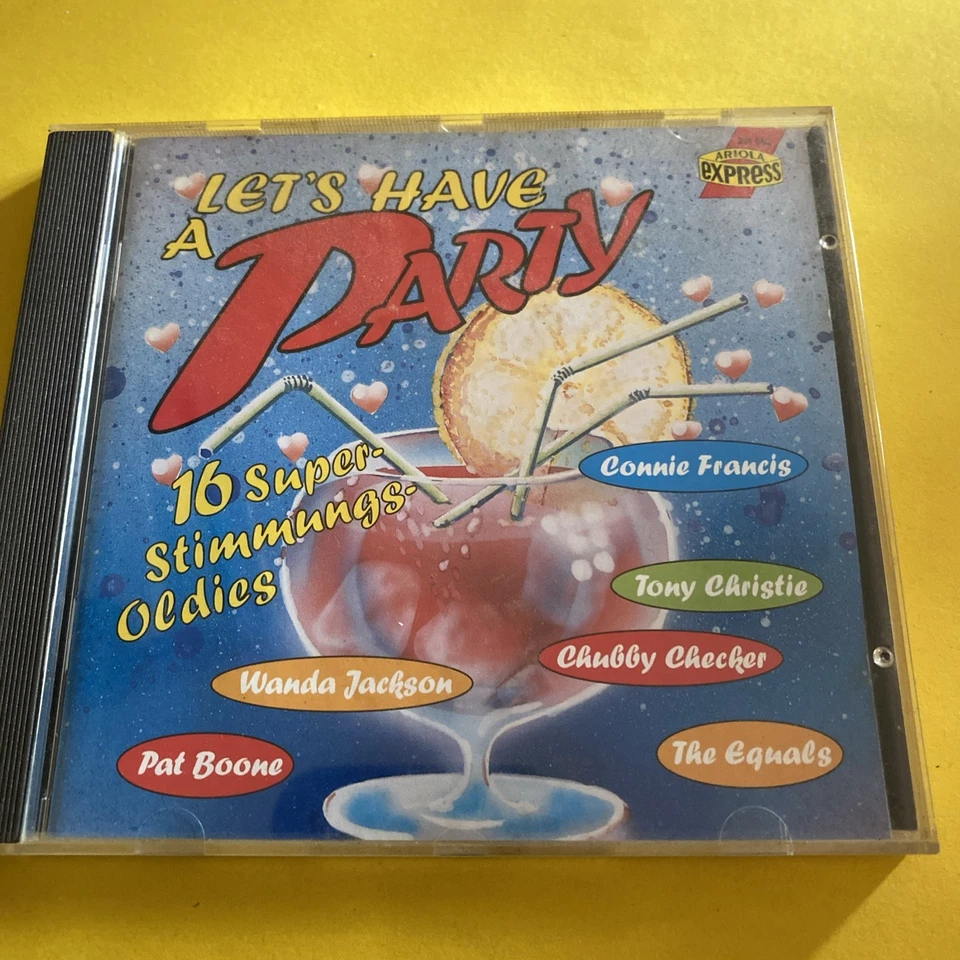 LET'S HAVE
A PARTY
ARIOLA
EXPRESS
16 Super-
Stimmungs-
Oldies
Connie Francis
Tony Christie
Chubby Checker
Wanda Jackson
The Equals
Pat Boone